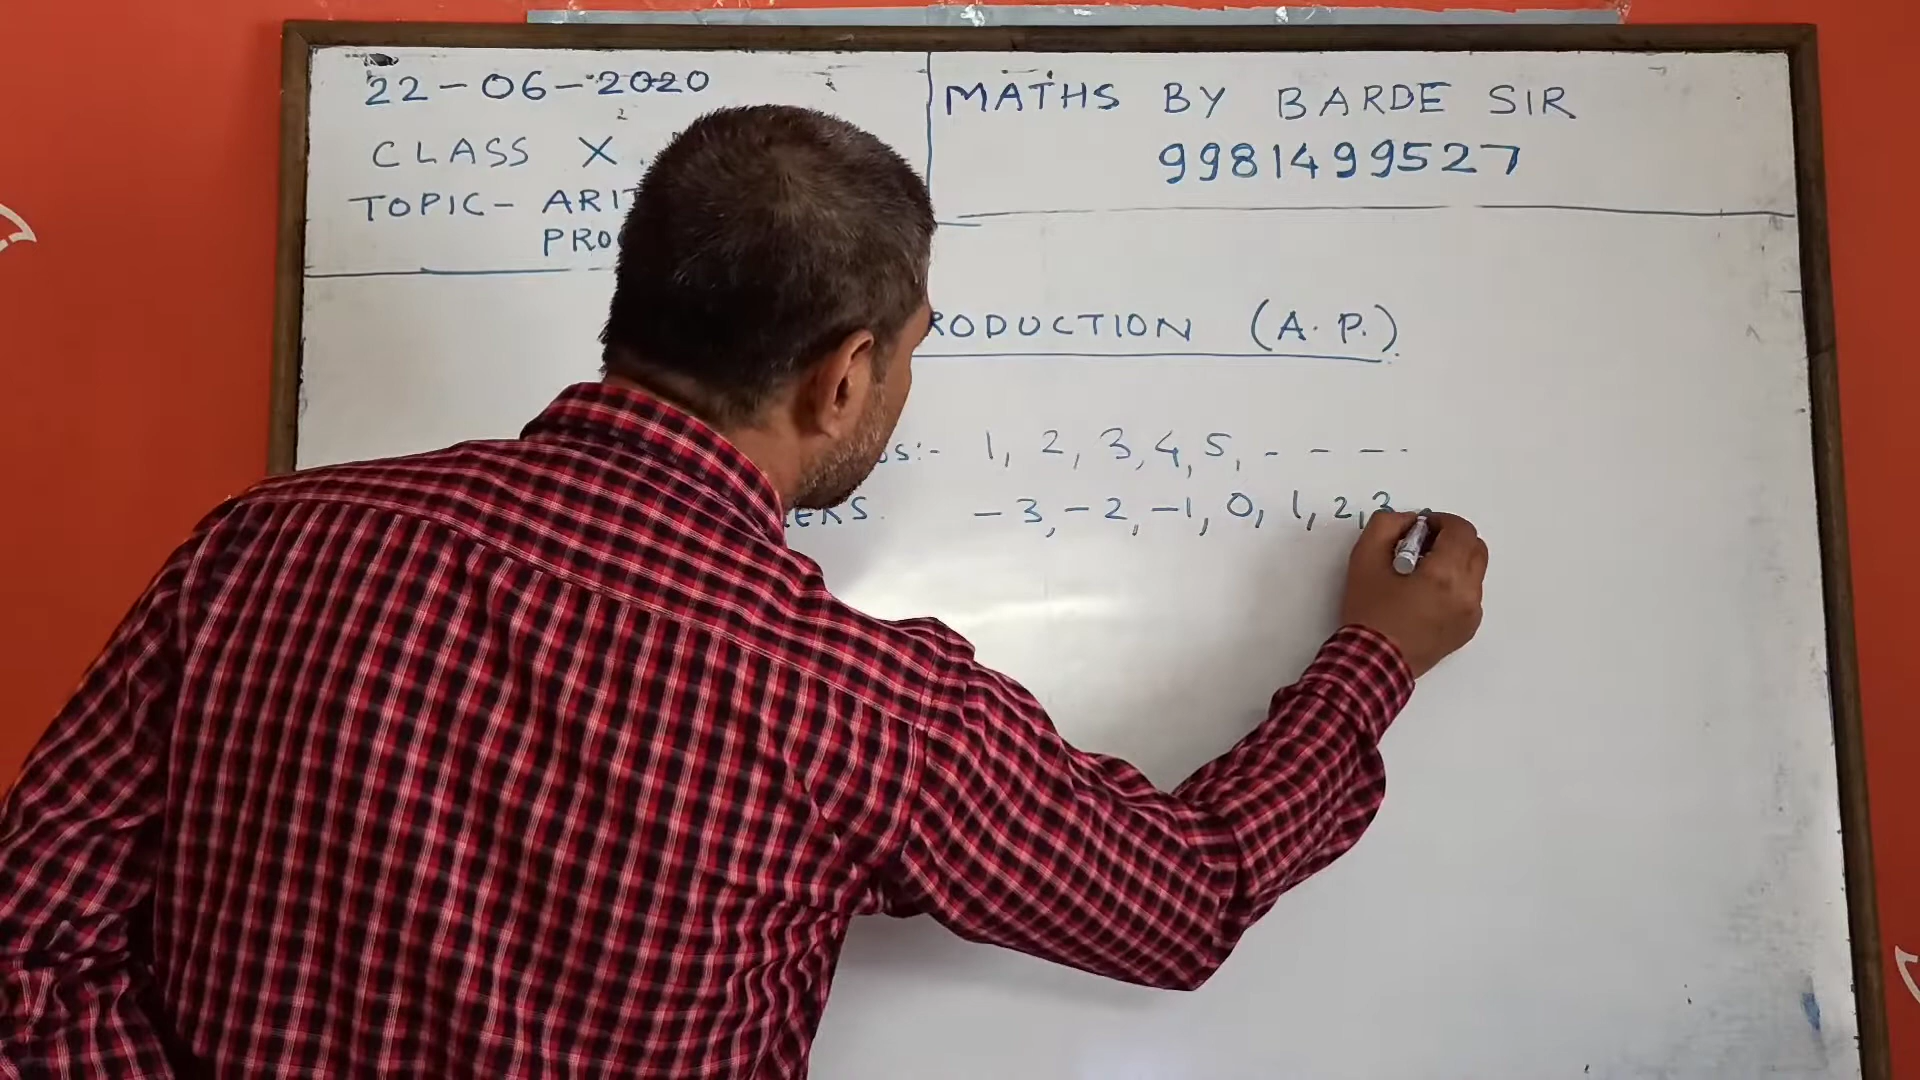 22-06-2020
CLASS X.
TOPIC- ARIT
PRO
MATHS BY BARDE SIR
9981499527
RODUCTION (A.P.)
os:- 1, 2, 3, 4, 5, - - - -
ERS. -3, -2, -1, 0, 1, 2, 3